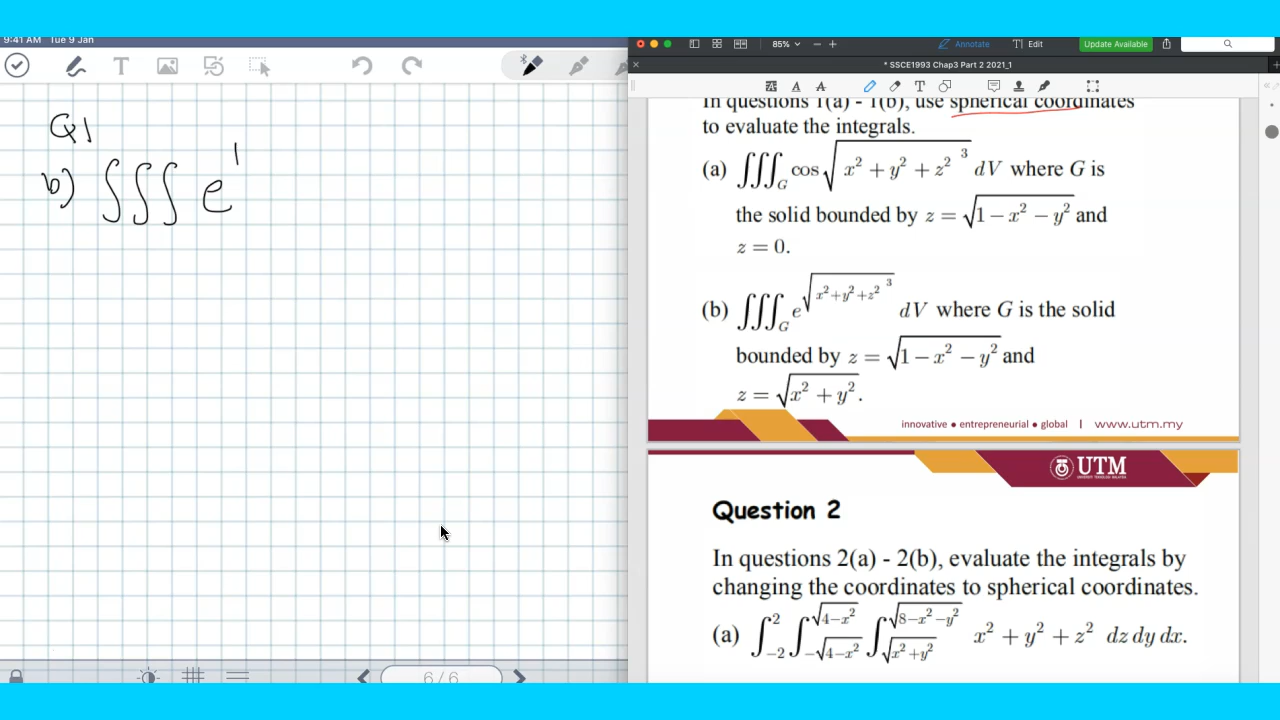 9:41 AM Tue 9 Jan
Q1
b) ∫∫∫ e
6 / 6
85%
Annotate
Edit
Update Available
* SSCE1993 Chap3 Part 2 2021_1
In questions 1(a) - 1(b), use spherical coordinates
to evaluate the integrals.
(a) ∭_G cos √(x² + y² + z²)³ dV where G is
the solid bounded by z = √(1 − x² − y²) and
z = 0.
(b) ∭_G e^√(x²+y²+z²)³ dV where G is the solid
bounded by z = √(1 − x² − y²) and
z = √(x² + y²).
innovative ● entrepreneurial ● global | www.utm.my
UTM
Question 2
In questions 2(a) - 2(b), evaluate the integrals by
changing the coordinates to spherical coordinates.
(a) ∫_{−2}^{2} ∫_{−√(4−x²)}^{√(4−x²)} ∫_{√(x²+y²)}^{√(8−x²−y²)} x² + y² + z² dz dy dx.